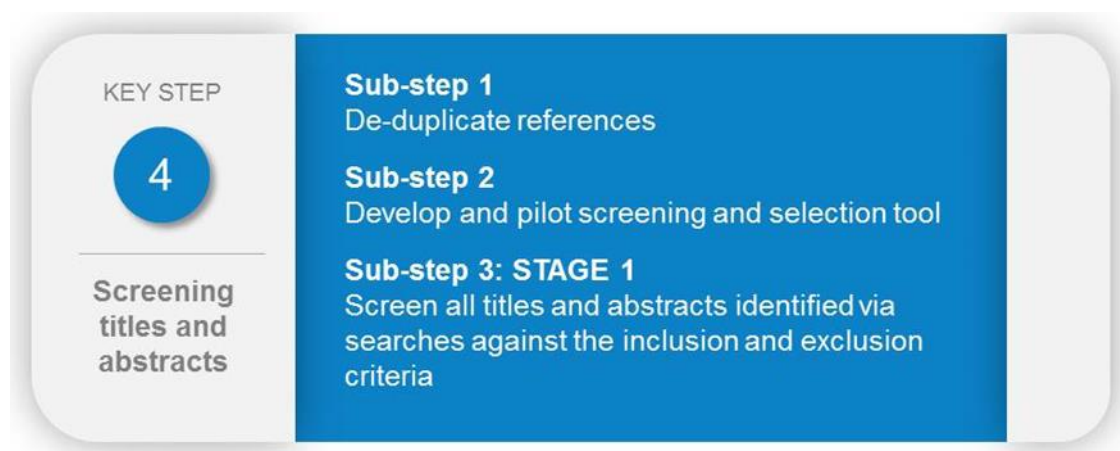 KEY STEP
4
Screening
titles and
abstracts
Sub-step 1
De-duplicate references
Sub-step 2
Develop and pilot screening and selection tool
Sub-step 3: STAGE 1
Screen all titles and abstracts identified via
searches against the inclusion and exclusion
criteria